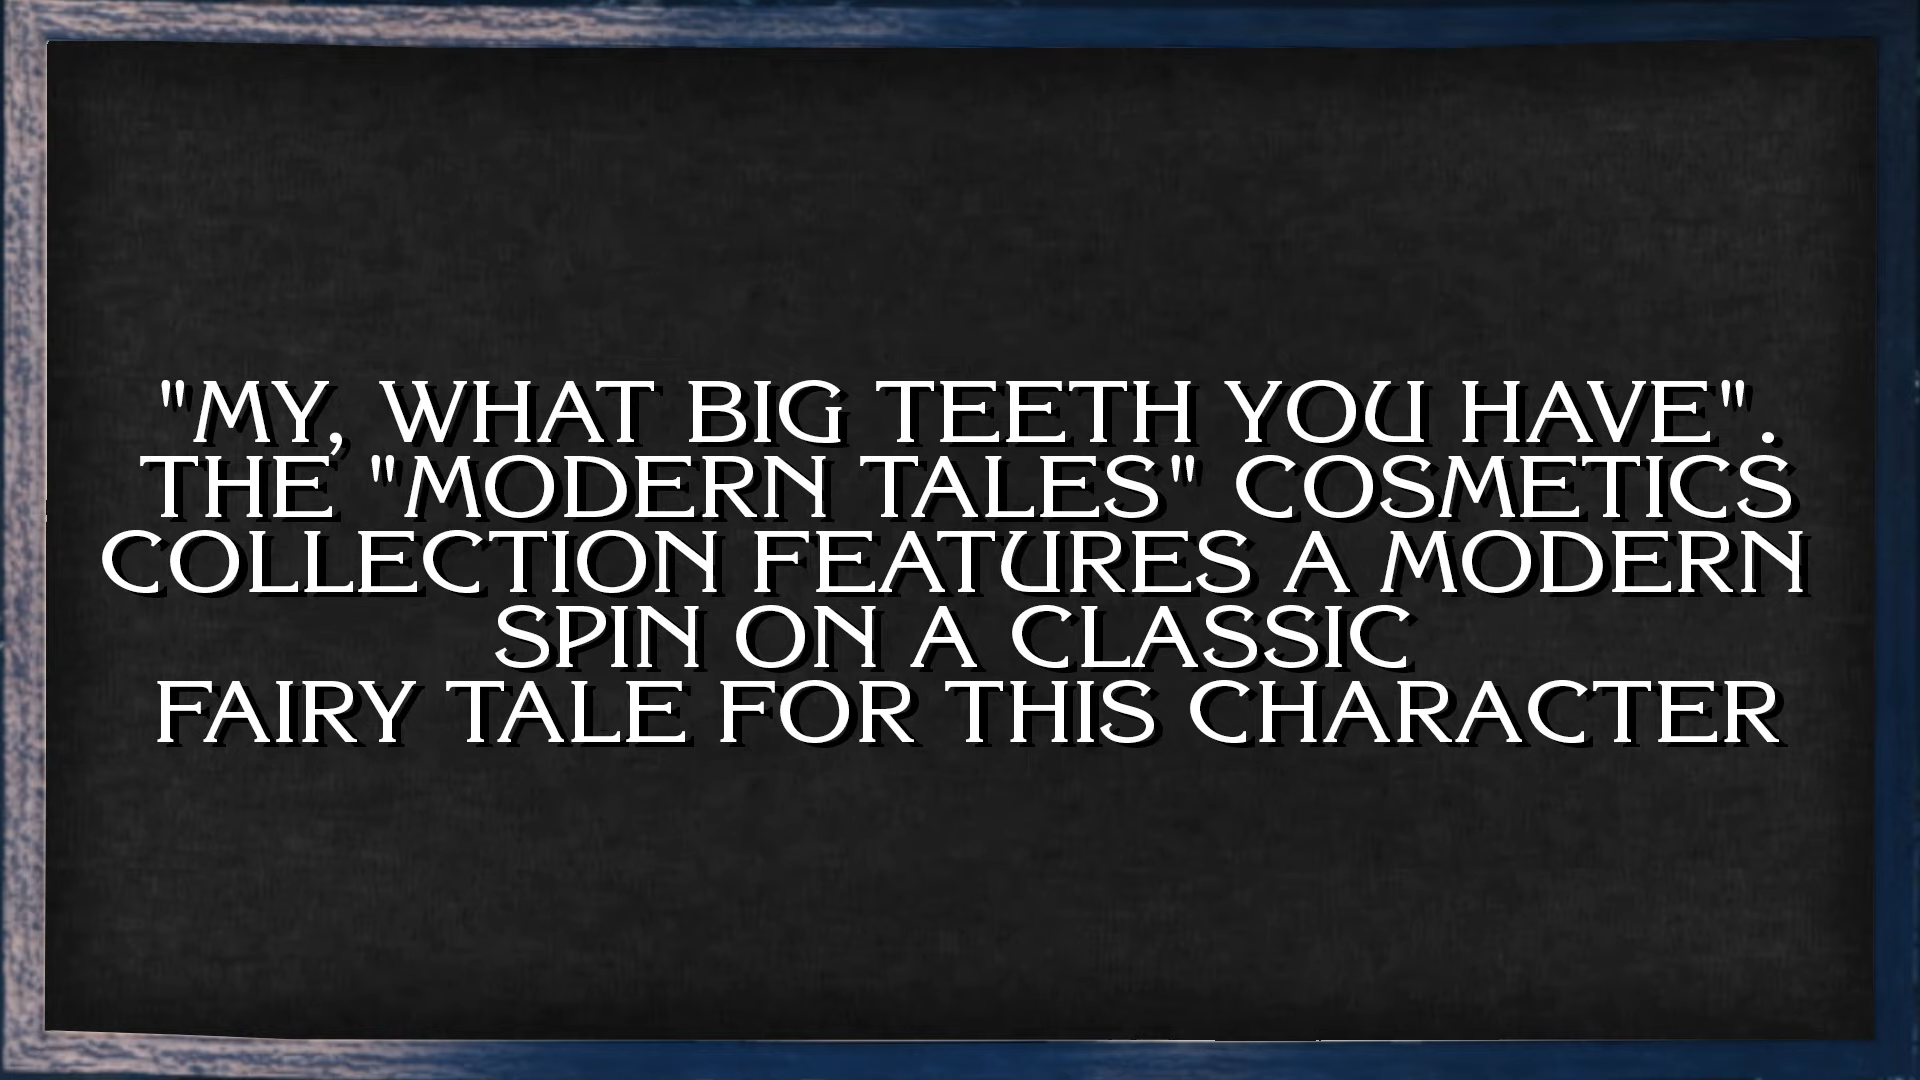 "MY, WHAT BIG TEETH YOU HAVE".
THE "MODERN TALES" COSMETICS
COLLECTION FEATURES A MODERN
SPIN ON A CLASSIC
FAIRY TALE FOR THIS CHARACTER